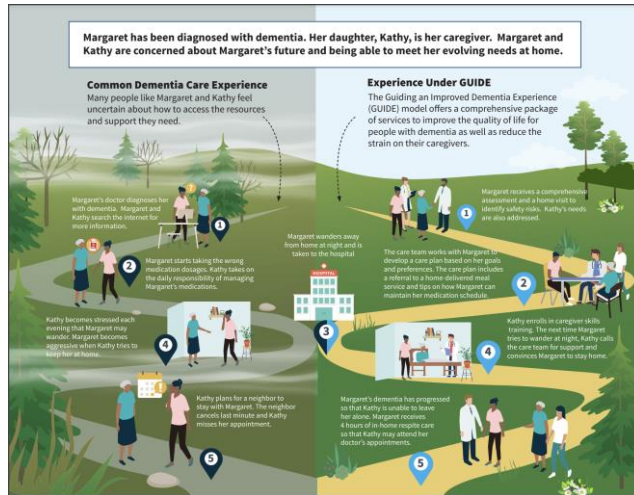 Margaret has been diagnosed with dementia. Her daughter, Kathy, is her caregiver. Margaret and
Kathy are concerned about Margaret's future and being able to meet her evolving needs at home.
Common Dementia Care Experience
Many people like Margaret and Kathy feel
uncertain about how to access the resources
and support they need.
Experience Under GUIDE
The Guiding an Improved Dementia Experience
(GUIDE) model offers a comprehensive package
of services to improve the quality of life for
people with dementia as well as reduce the
strain on their caregivers.
Margaret's doctor diagnoses her
with dementia. Margaret and
Kathy search the internet for
more information.
1
Margaret receives a comprehensive
assessment and a home visit to
identify safety risks. Kathy's needs
are also addressed.
1
2
Margaret starts taking the wrong
medication dosages. Kathy takes on
the daily responsibility of managing
Margaret's medications.
The care team works with Margaret to
develop a care plan based on her goals
and preferences. The care plan includes
a referral to a home-delivered meal
service and tips on how Margaret can
maintain her medication schedule.
2
Margaret wanders away
from home at night and is
taken to the hospital
HOSPITAL
3
Kathy becomes stressed each
evening that Margaret may
wander. Margaret becomes
aggressive when Kathy tries to
keep her at home.
4
Kathy enrolls in caregiver skills
training. The next time Margaret
tries to wander at night, Kathy calls
the care team for support and
convinces Margaret to stay home.
4
Kathy plans for a neighbor to
stay with Margaret. The neighbor
cancels last minute and Kathy
misses her appointment.
5
Margaret's dementia has progressed
so that Kathy is unable to leave
her alone. Margaret receives
4 hours of in-home respite care
so that Kathy may attend her
doctor's appointments.
5